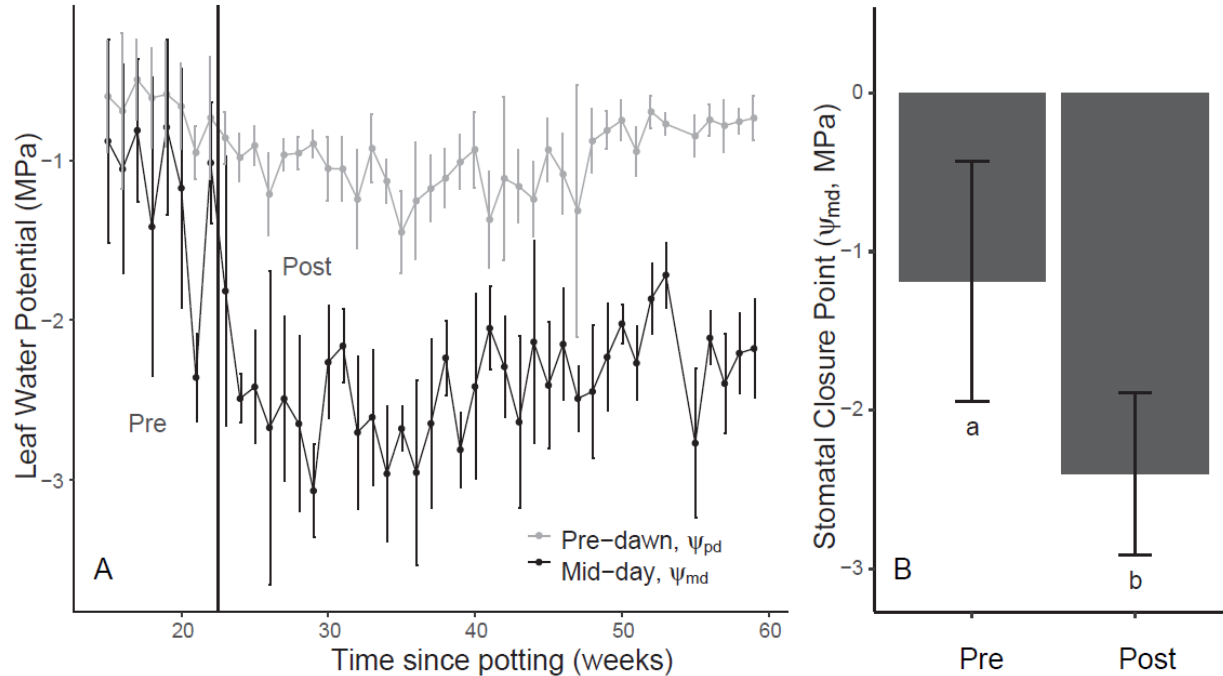 Leaf Water Potential (MPa)
−1
−2
−3
Pre
Post
Pre−dawn, ψpd
Mid−day, ψmd
A
20
30
40
50
60
Time since potting (weeks)
Stomatal Closure Point (ψmd, MPa)
0
−1
−2
−3
a
b
B
Pre
Post